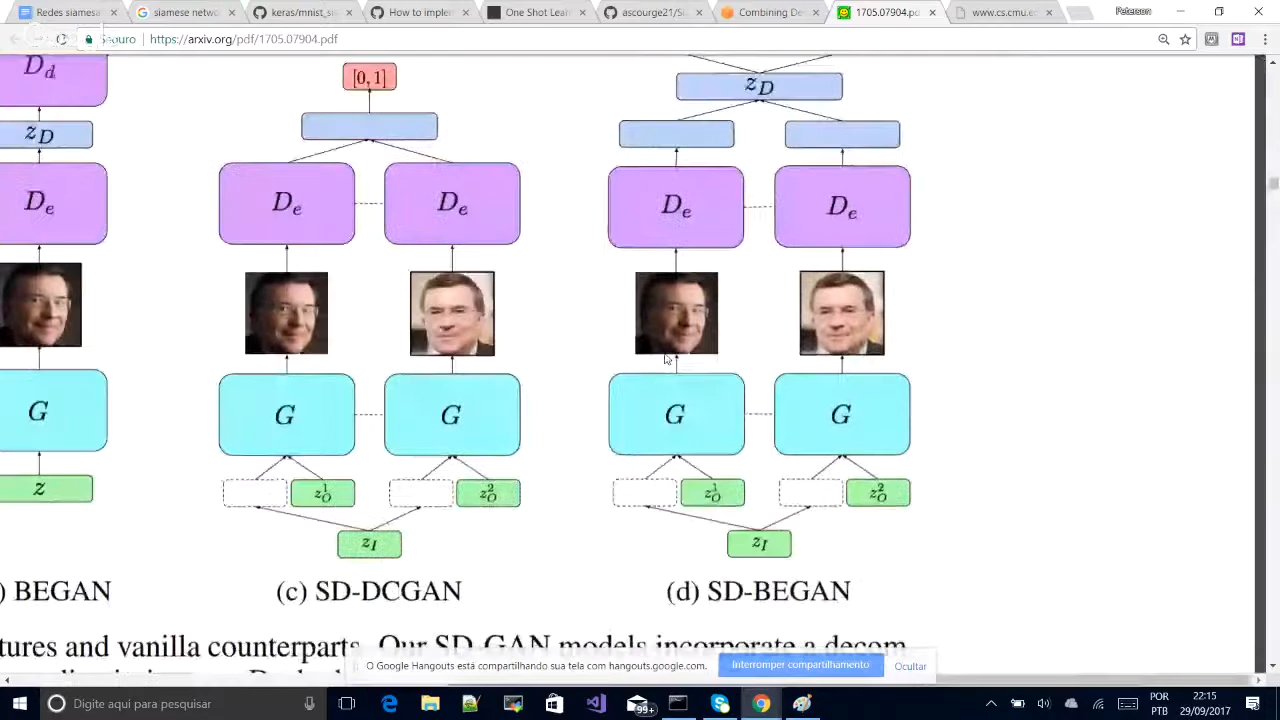 Redes siamese
siamese netw
keras/mnist_s
How to implem
One Shot Lear
ascourge21/Si
Combining De
1705.07904.pd
www.cs.cmu.e
Peterson
Seguro
https://arxiv.org/pdf/1705.07904.pdf
D_d
[0, 1]
z_D
z_D
D_e
D_e
D_e
D_e
D_e
G
G
G
G
G
z
z_O^1
z_O^2
z_O^1
z_O^2
z_I
z_I
) BEGAN
(c) SD-DCGAN
(d) SD-BEGAN
tures and vanilla counterparts. Our SD-GAN models incorporate a decom
O Google Hangouts está compartilhando sua tela com hangouts.google.com.
Interromper compartilhamento
Ocultar
Digite aqui para pesquisar
99+
POR
PTB
22:15
29/09/2017